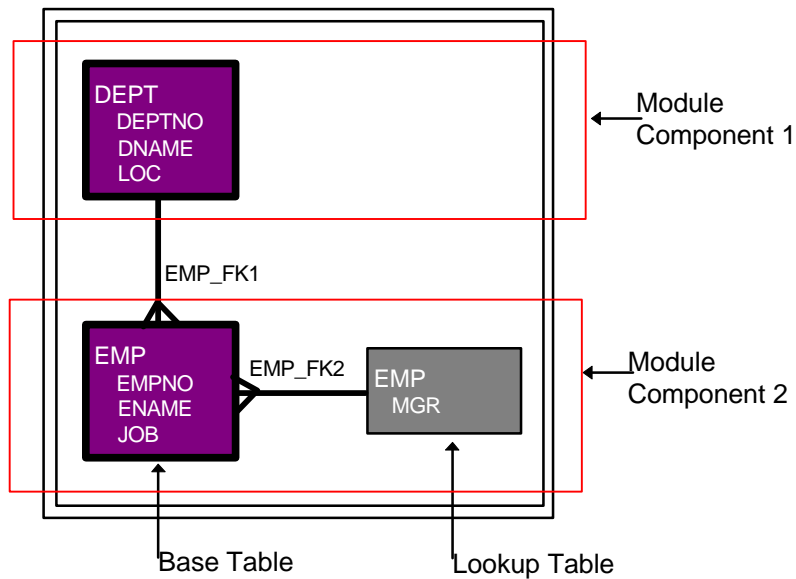 DEPT
DEPTNO
DNAME
LOC
Module
Component 1
EMP_FK1
EMP
EMPNO
ENAME
JOB
EMP_FK2
EMP
MGR
Module
Component 2
Base Table
Lookup Table